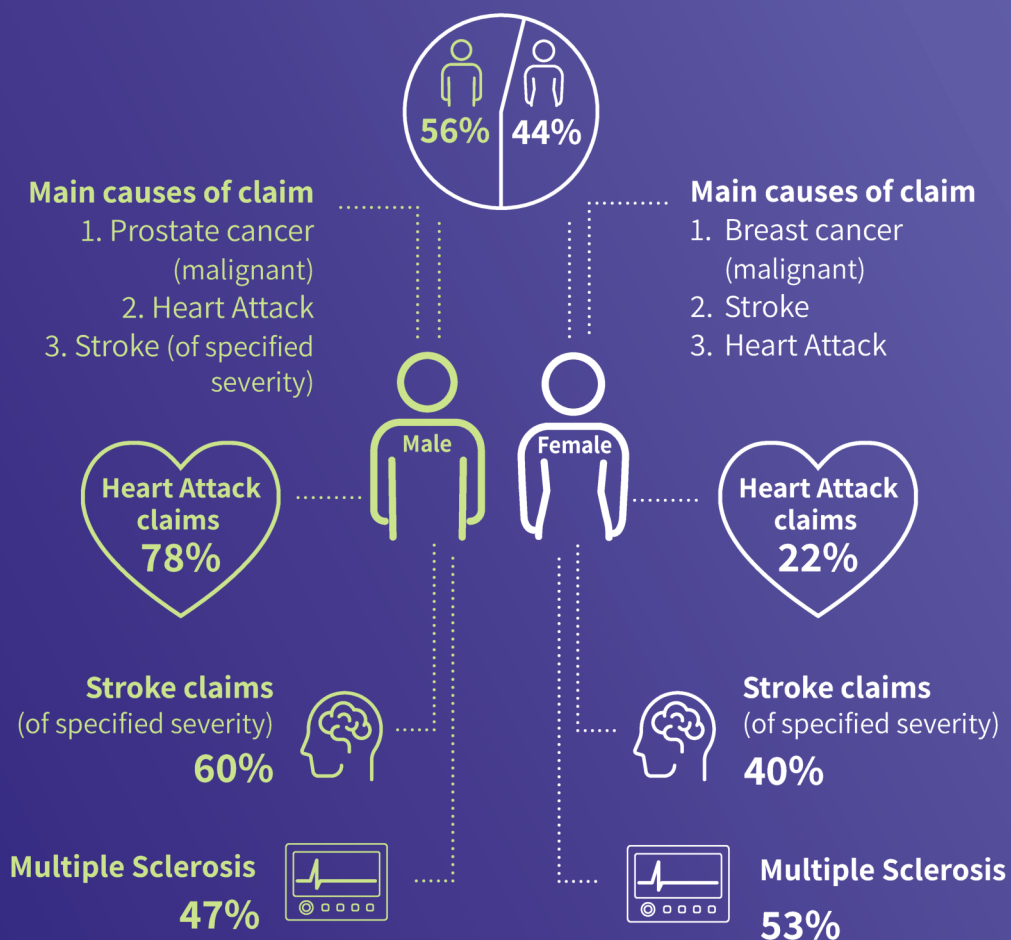 56%
44%
Main causes of claim
1. Prostate cancer
(malignant)
2. Heart Attack
3. Stroke (of specified
severity)
Main causes of claim
1. Breast cancer
(malignant)
2. Stroke
3. Heart Attack
Male
Female
Heart Attack
claims
78%
Heart Attack
claims
22%
Stroke claims
(of specified severity)
60%
Stroke claims
(of specified severity)
40%
Multiple Sclerosis
47%
Multiple Sclerosis
53%